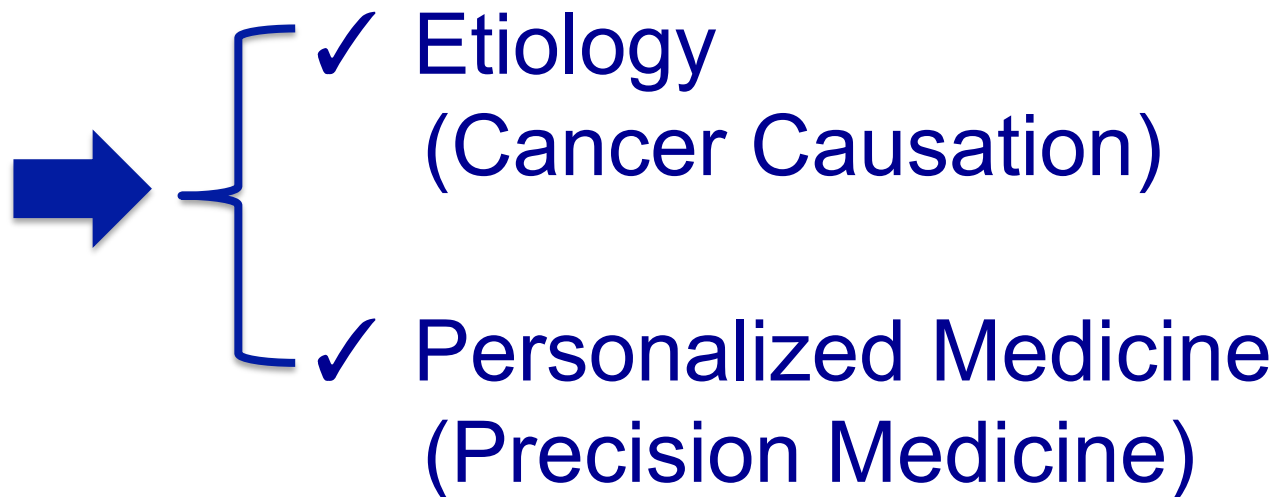 ✓ Etiology
(Cancer Causation)
✓ Personalized Medicine
(Precision Medicine)